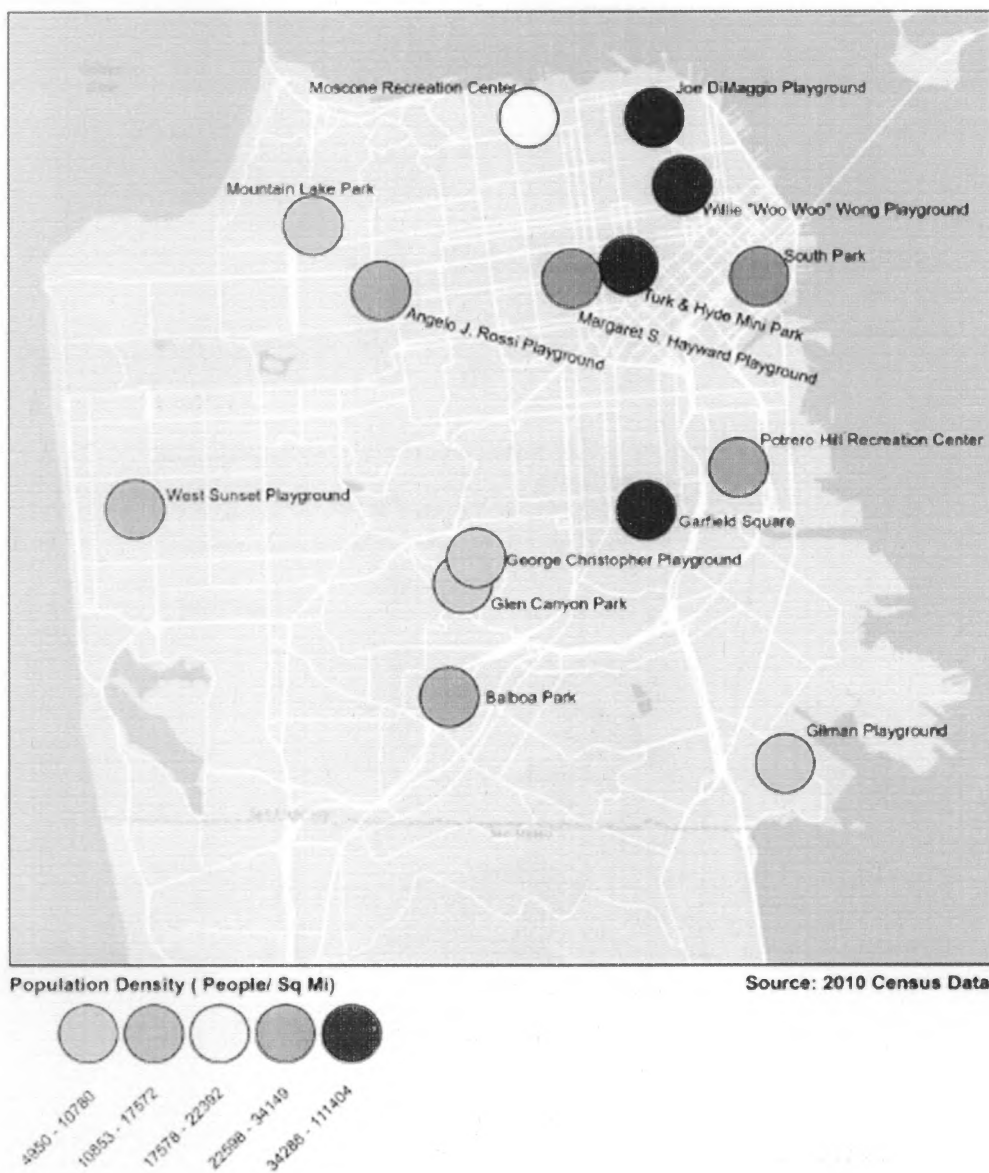 Moscone Recreation Center
Joe DiMaggio Playground
Mountain Lake Park
Willie "Woo Woo" Wong Playground
South Park
Turk & Hyde Mini Park
Angelo J. Rossi Playground
Margaret S. Hayward Playground
Potrero Hill Recreation Center
West Sunset Playground
Garfield Square
George Christopher Playground
Glen Canyon Park
Balboa Park
Gilman Playground
Population Density ( People/ Sq Mi)
Source: 2010 Census Data
4950 - 10780
10853 - 17572
17578 - 22392
22598 - 34149
34286 - 111404